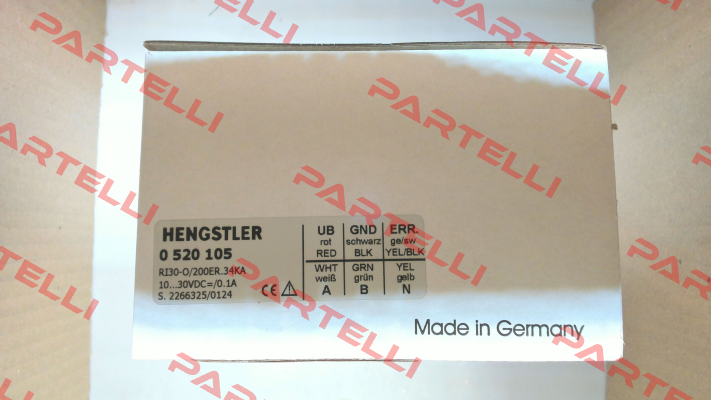 HENGSTLER
0 520 105
RI30-O/200ER.34KA
10...30VDC=/0.1A
S. 2266325/0124
CE
UB GND ERR.
rot schwarz ge/sw
RED BLK YEL/BLK
WHT GRN YEL
weiß grün gelb
A B N
Made in Germany
PARTELLI
PARTELLI
PARTELLI
PARTELLI
PARTELLI
PARTELLI
PARTELLI
PARTELLI